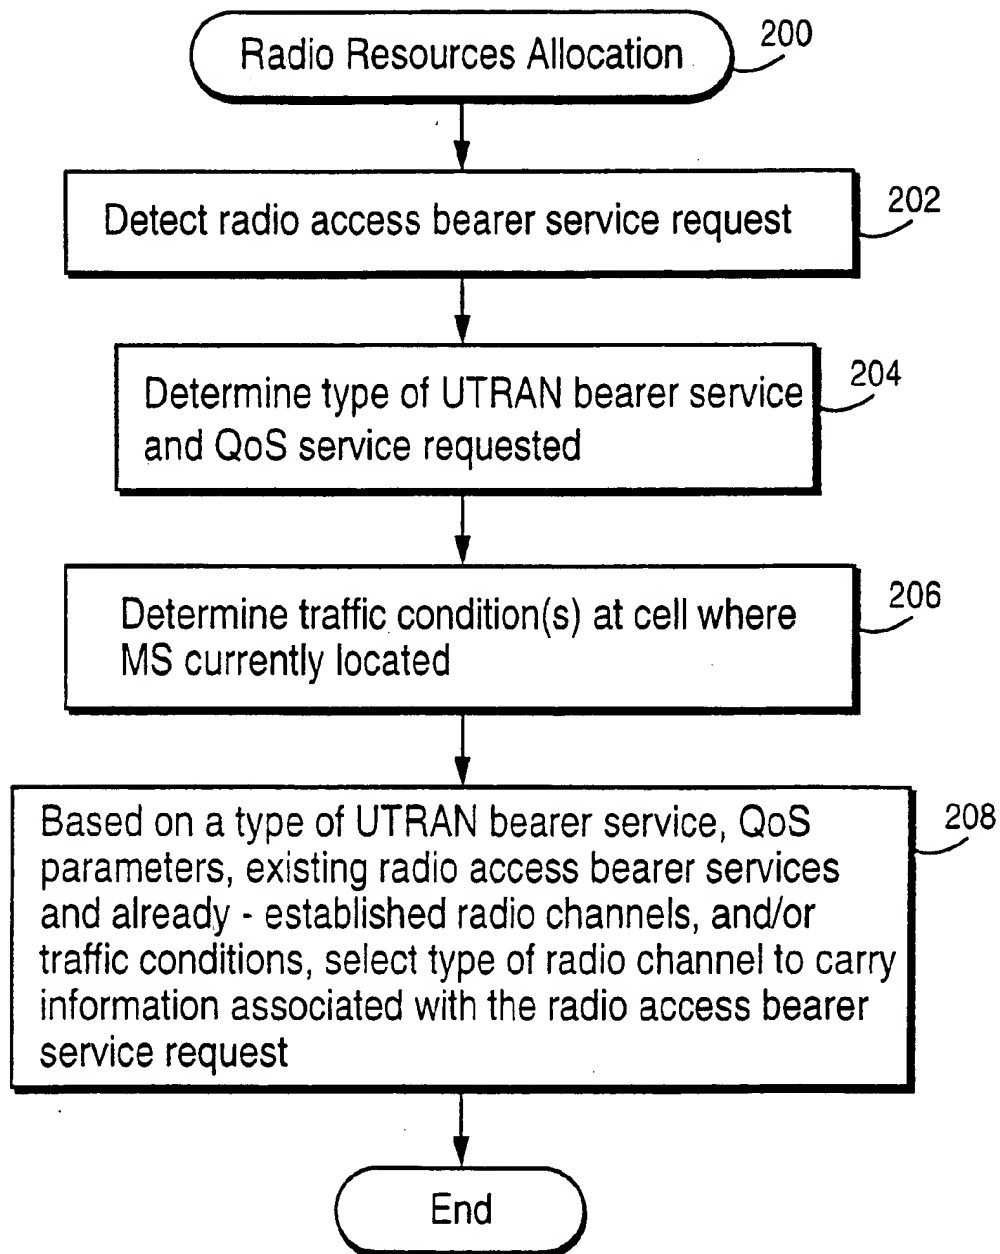 Radio Resources Allocation
200
Detect radio access bearer service request
202
Determine type of UTRAN bearer service
and QoS service requested
204
Determine traffic condition(s) at cell where
MS currently located
206
Based on a type of UTRAN bearer service, QoS
parameters, existing radio access bearer services
and already - established radio channels, and/or
traffic conditions, select type of radio channel to carry
information associated with the radio access bearer
service request
208
End